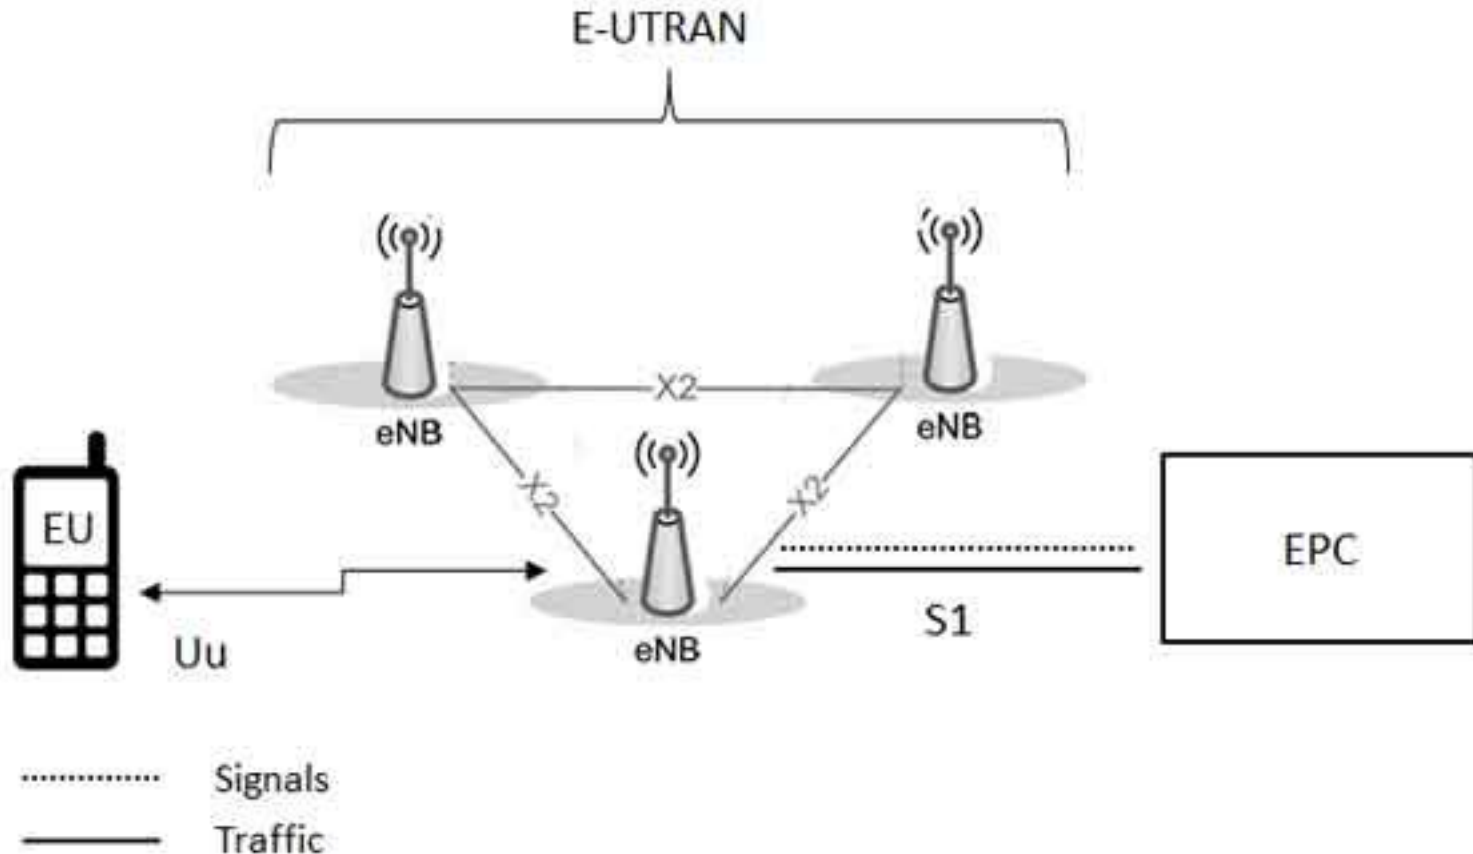 E-UTRAN
X2
eNB
eNB
X2
X2
EU
EPC
S1
Uu
eNB
Signals
Traffic